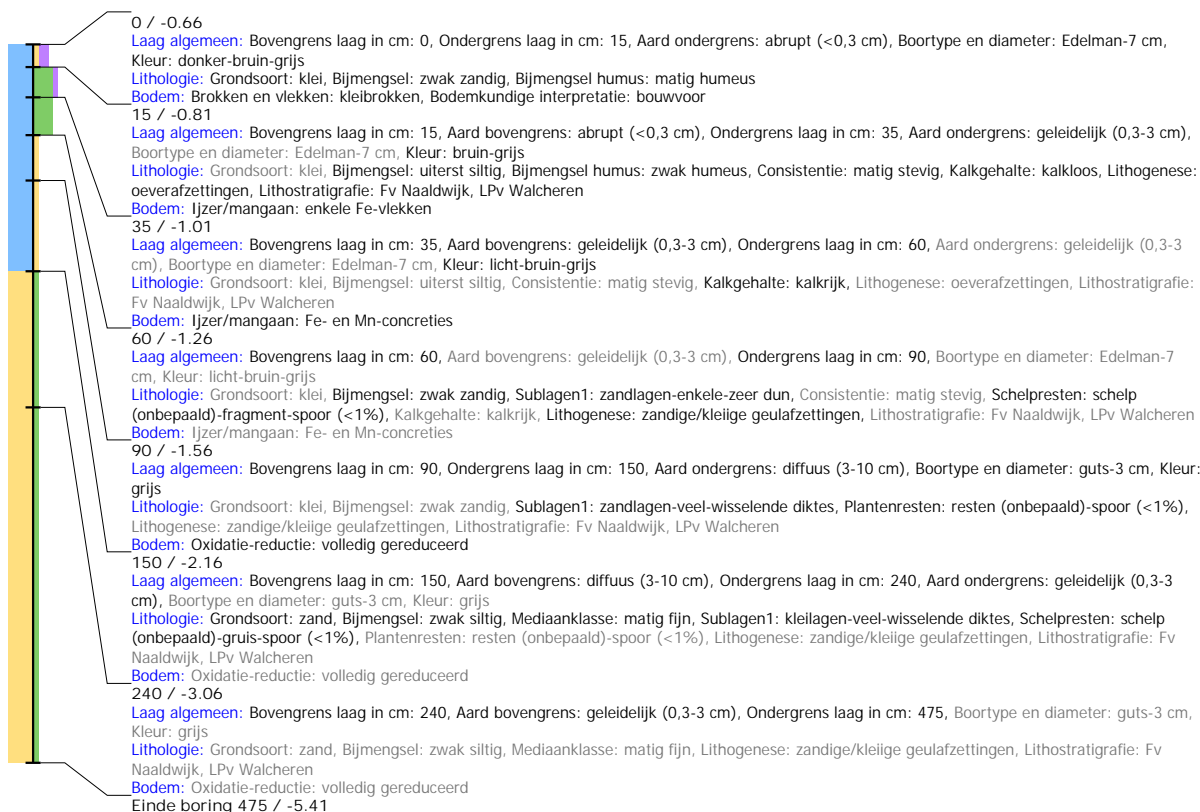 0 / -0.66
Laag algemeen: Bovengrens laag in cm: 0, Ondergrens laag in cm: 15, Aard ondergrens: abrupt (<0,3 cm), Boortype en diameter: Edelman-7 cm,
Kleur: donker-bruin-grijs
Lithologie: Grondsoort: klei, Bijmengsel: zwak zandig, Bijmengsel humus: matig humeus
Bodem: Brokken en vlekken: kleibrokken, Bodemkundige interpretatie: bouwvoor
15 / -0.81
Laag algemeen: Bovengrens laag in cm: 15, Aard bovengrens: abrupt (<0,3 cm), Ondergrens laag in cm: 35, Aard ondergrens: geleidelijk (0,3-3 cm),
Boortype en diameter: Edelman-7 cm, Kleur: bruin-grijs
Lithologie: Grondsoort: klei, Bijmengsel: uiterst siltig, Bijmengsel humus: zwak humeus, Consistentie: matig stevig, Kalkgehalte: kalkloos, Lithogenese:
oeverafzettingen, Lithostratigrafie: Fv Naaldwijk, LPv Walcheren
Bodem: Ijzer/mangaan: enkele Fe-vlekken
35 / -1.01
Laag algemeen: Bovengrens laag in cm: 35, Aard bovengrens: geleidelijk (0,3-3 cm), Ondergrens laag in cm: 60, Aard ondergrens: geleidelijk (0,3-3
cm), Boortype en diameter: Edelman-7 cm, Kleur: licht-bruin-grijs
Lithologie: Grondsoort: klei, Bijmengsel: uiterst siltig, Consistentie: matig stevig, Kalkgehalte: kalkrijk, Lithogenese: oeverafzettingen, Lithostratigrafie:
Fv Naaldwijk, LPv Walcheren
Bodem: Ijzer/mangaan: Fe- en Mn-concreties
60 / -1.26
Laag algemeen: Bovengrens laag in cm: 60, Aard bovengrens: geleidelijk (0,3-3 cm), Ondergrens laag in cm: 90, Boortype en diameter: Edelman-7
cm, Kleur: licht-bruin-grijs
Lithologie: Grondsoort: klei, Bijmengsel: zwak zandig, Sublagen1: zandlagen-enkele-zeer dun, Consistentie: matig stevig, Schelpresten: schelp
(onbepaald)-fragment-spoor (<1%), Kalkgehalte: kalkrijk, Lithogenese: zandige/kleiige geulafzettingen, Lithostratigrafie: Fv Naaldwijk, LPv Walcheren
Bodem: Ijzer/mangaan: Fe- en Mn-concreties
90 / -1.56
Laag algemeen: Bovengrens laag in cm: 90, Ondergrens laag in cm: 150, Aard ondergrens: diffuus (3-10 cm), Boortype en diameter: guts-3 cm, Kleur:
grijs
Lithologie: Grondsoort: klei, Bijmengsel: zwak zandig, Sublagen1: zandlagen-veel-wisselende diktes, Plantenresten: resten (onbepaald)-spoor (<1%),
Lithogenese: zandige/kleiige geulafzettingen, Lithostratigrafie: Fv Naaldwijk, LPv Walcheren
Bodem: Oxidatie-reductie: volledig gereduceerd
150 / -2.16
Laag algemeen: Bovengrens laag in cm: 150, Aard bovengrens: diffuus (3-10 cm), Ondergrens laag in cm: 240, Aard ondergrens: geleidelijk (0,3-3
cm), Boortype en diameter: guts-3 cm, Kleur: grijs
Lithologie: Grondsoort: zand, Bijmengsel: zwak siltig, Mediaanklasse: matig fijn, Sublagen1: kleilagen-veel-wisselende diktes, Schelpresten: schelp
(onbepaald)-gruis-spoor (<1%), Plantenresten: resten (onbepaald)-spoor (<1%), Lithogenese: zandige/kleiige geulafzettingen, Lithostratigrafie: Fv
Naaldwijk, LPv Walcheren
Bodem: Oxidatie-reductie: volledig gereduceerd
240 / -3.06
Laag algemeen: Bovengrens laag in cm: 240, Aard bovengrens: geleidelijk (0,3-3 cm), Ondergrens laag in cm: 475, Boortype en diameter: guts-3 cm,
Kleur: grijs
Lithologie: Grondsoort: zand, Bijmengsel: zwak siltig, Mediaanklasse: matig fijn, Lithogenese: zandige/kleiige geulafzettingen, Lithostratigrafie: Fv
Naaldwijk, LPv Walcheren
Bodem: Oxidatie-reductie: volledig gereduceerd
Einde boring 475 / -5.41